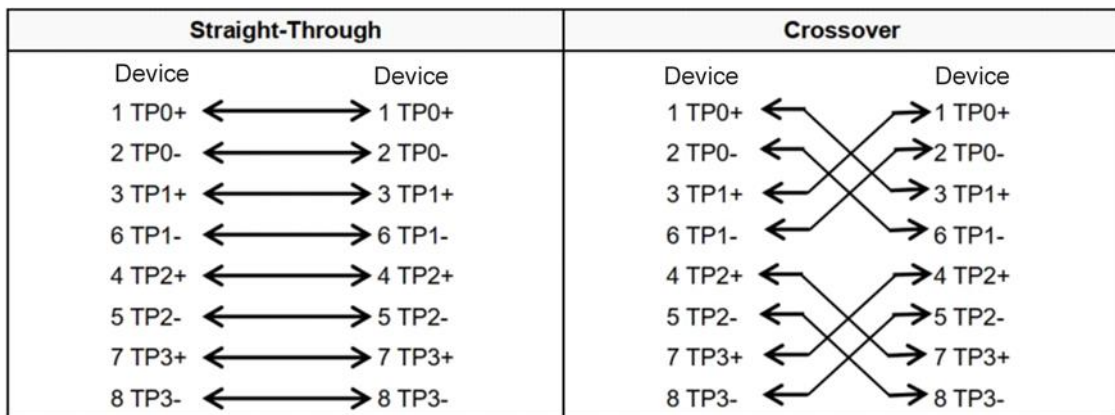 Straight-Through Crossover
Device Device Device Device
1 TP0+ 1 TP0+ 1 TP0+ 1 TP0+
2 TP0- 2 TP0- 2 TP0- 2 TP0-
3 TP1+ 3 TP1+ 3 TP1+ 3 TP1+
6 TP1- 6 TP1- 6 TP1- 6 TP1-
4 TP2+ 4 TP2+ 4 TP2+ 4 TP2+
5 TP2- 5 TP2- 5 TP2- 5 TP2-
7 TP3+ 7 TP3+ 7 TP3+ 7 TP3+
8 TP3- 8 TP3- 8 TP3- 8 TP3-